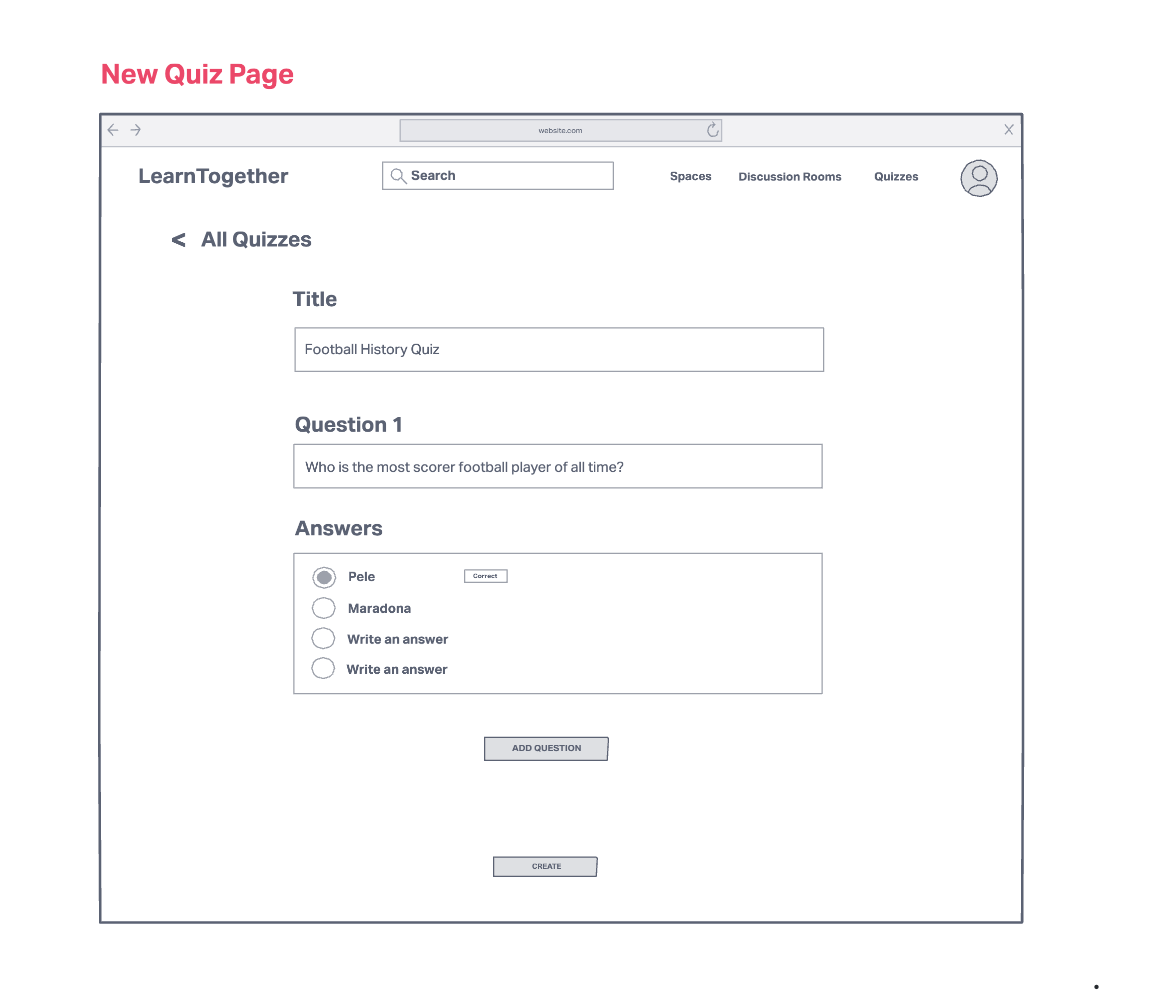 New Quiz Page
website.com
LearnTogether
Search
Spaces
Discussion Rooms
Quizzes
< All Quizzes
Title
Football History Quiz
Question 1
Who is the most scorer football player of all time?
Answers
Pele
Correct
Maradona
Write an answer
Write an answer
ADD QUESTION
CREATE